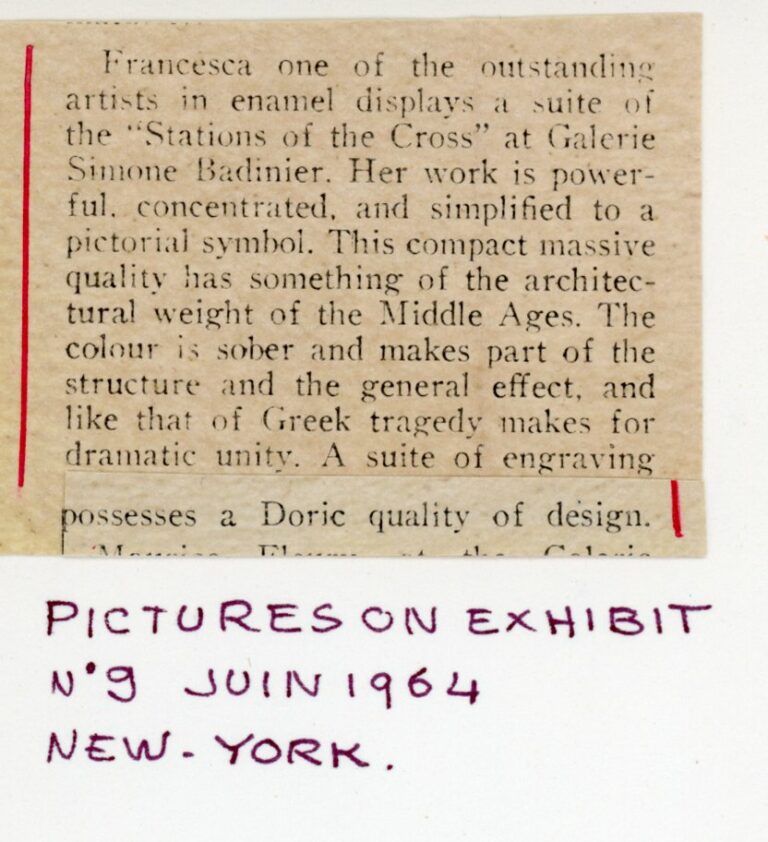 Francesca one of the outstanding
artists in enamel displays a suite of
the “Stations of the Cross” at Galerie
Simone Badinier. Her work is power-
ful, concentrated, and simplified to a
pictorial symbol. This compact massive
quality has something of the architec-
tural weight of the Middle Ages. The
colour is sober and makes part of the
structure and the general effect, and
like that of Greek tragedy makes for
dramatic unity. A suite of engraving
possesses a Doric quality of design.
PICTURES ON EXHIBIT
N°9 JUIN 1964
NEW-YORK.